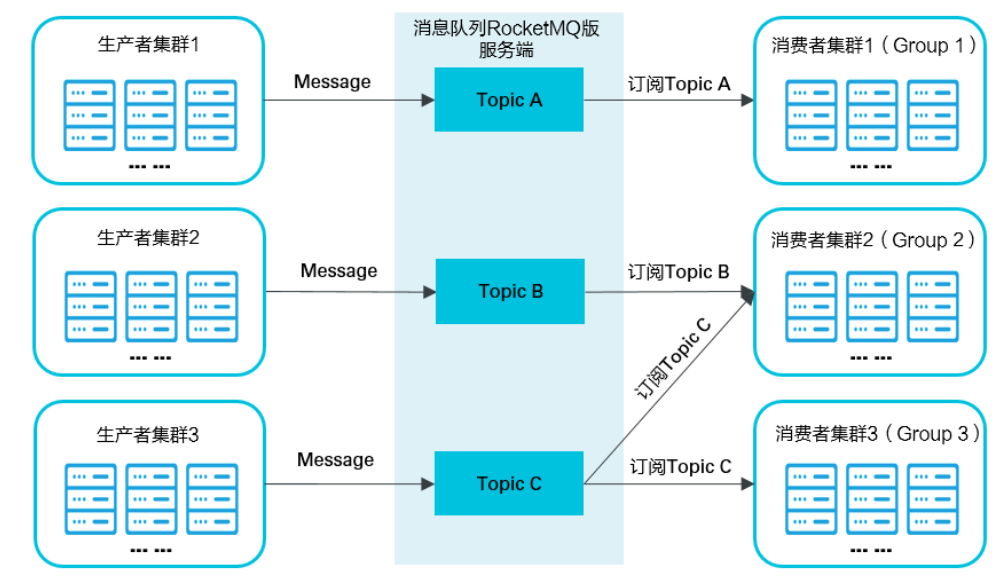 生产者集群1
... ...
Message
消息队列RocketMQ版
服务端
Topic A
订阅Topic A
消费者集群1（Group 1）
... ...
生产者集群2
... ...
Message
Topic B
订阅Topic B
消费者集群2（Group 2）
... ...
订阅Topic C
生产者集群3
... ...
Message
Topic C
订阅Topic C
消费者集群3（Group 3）
... ...